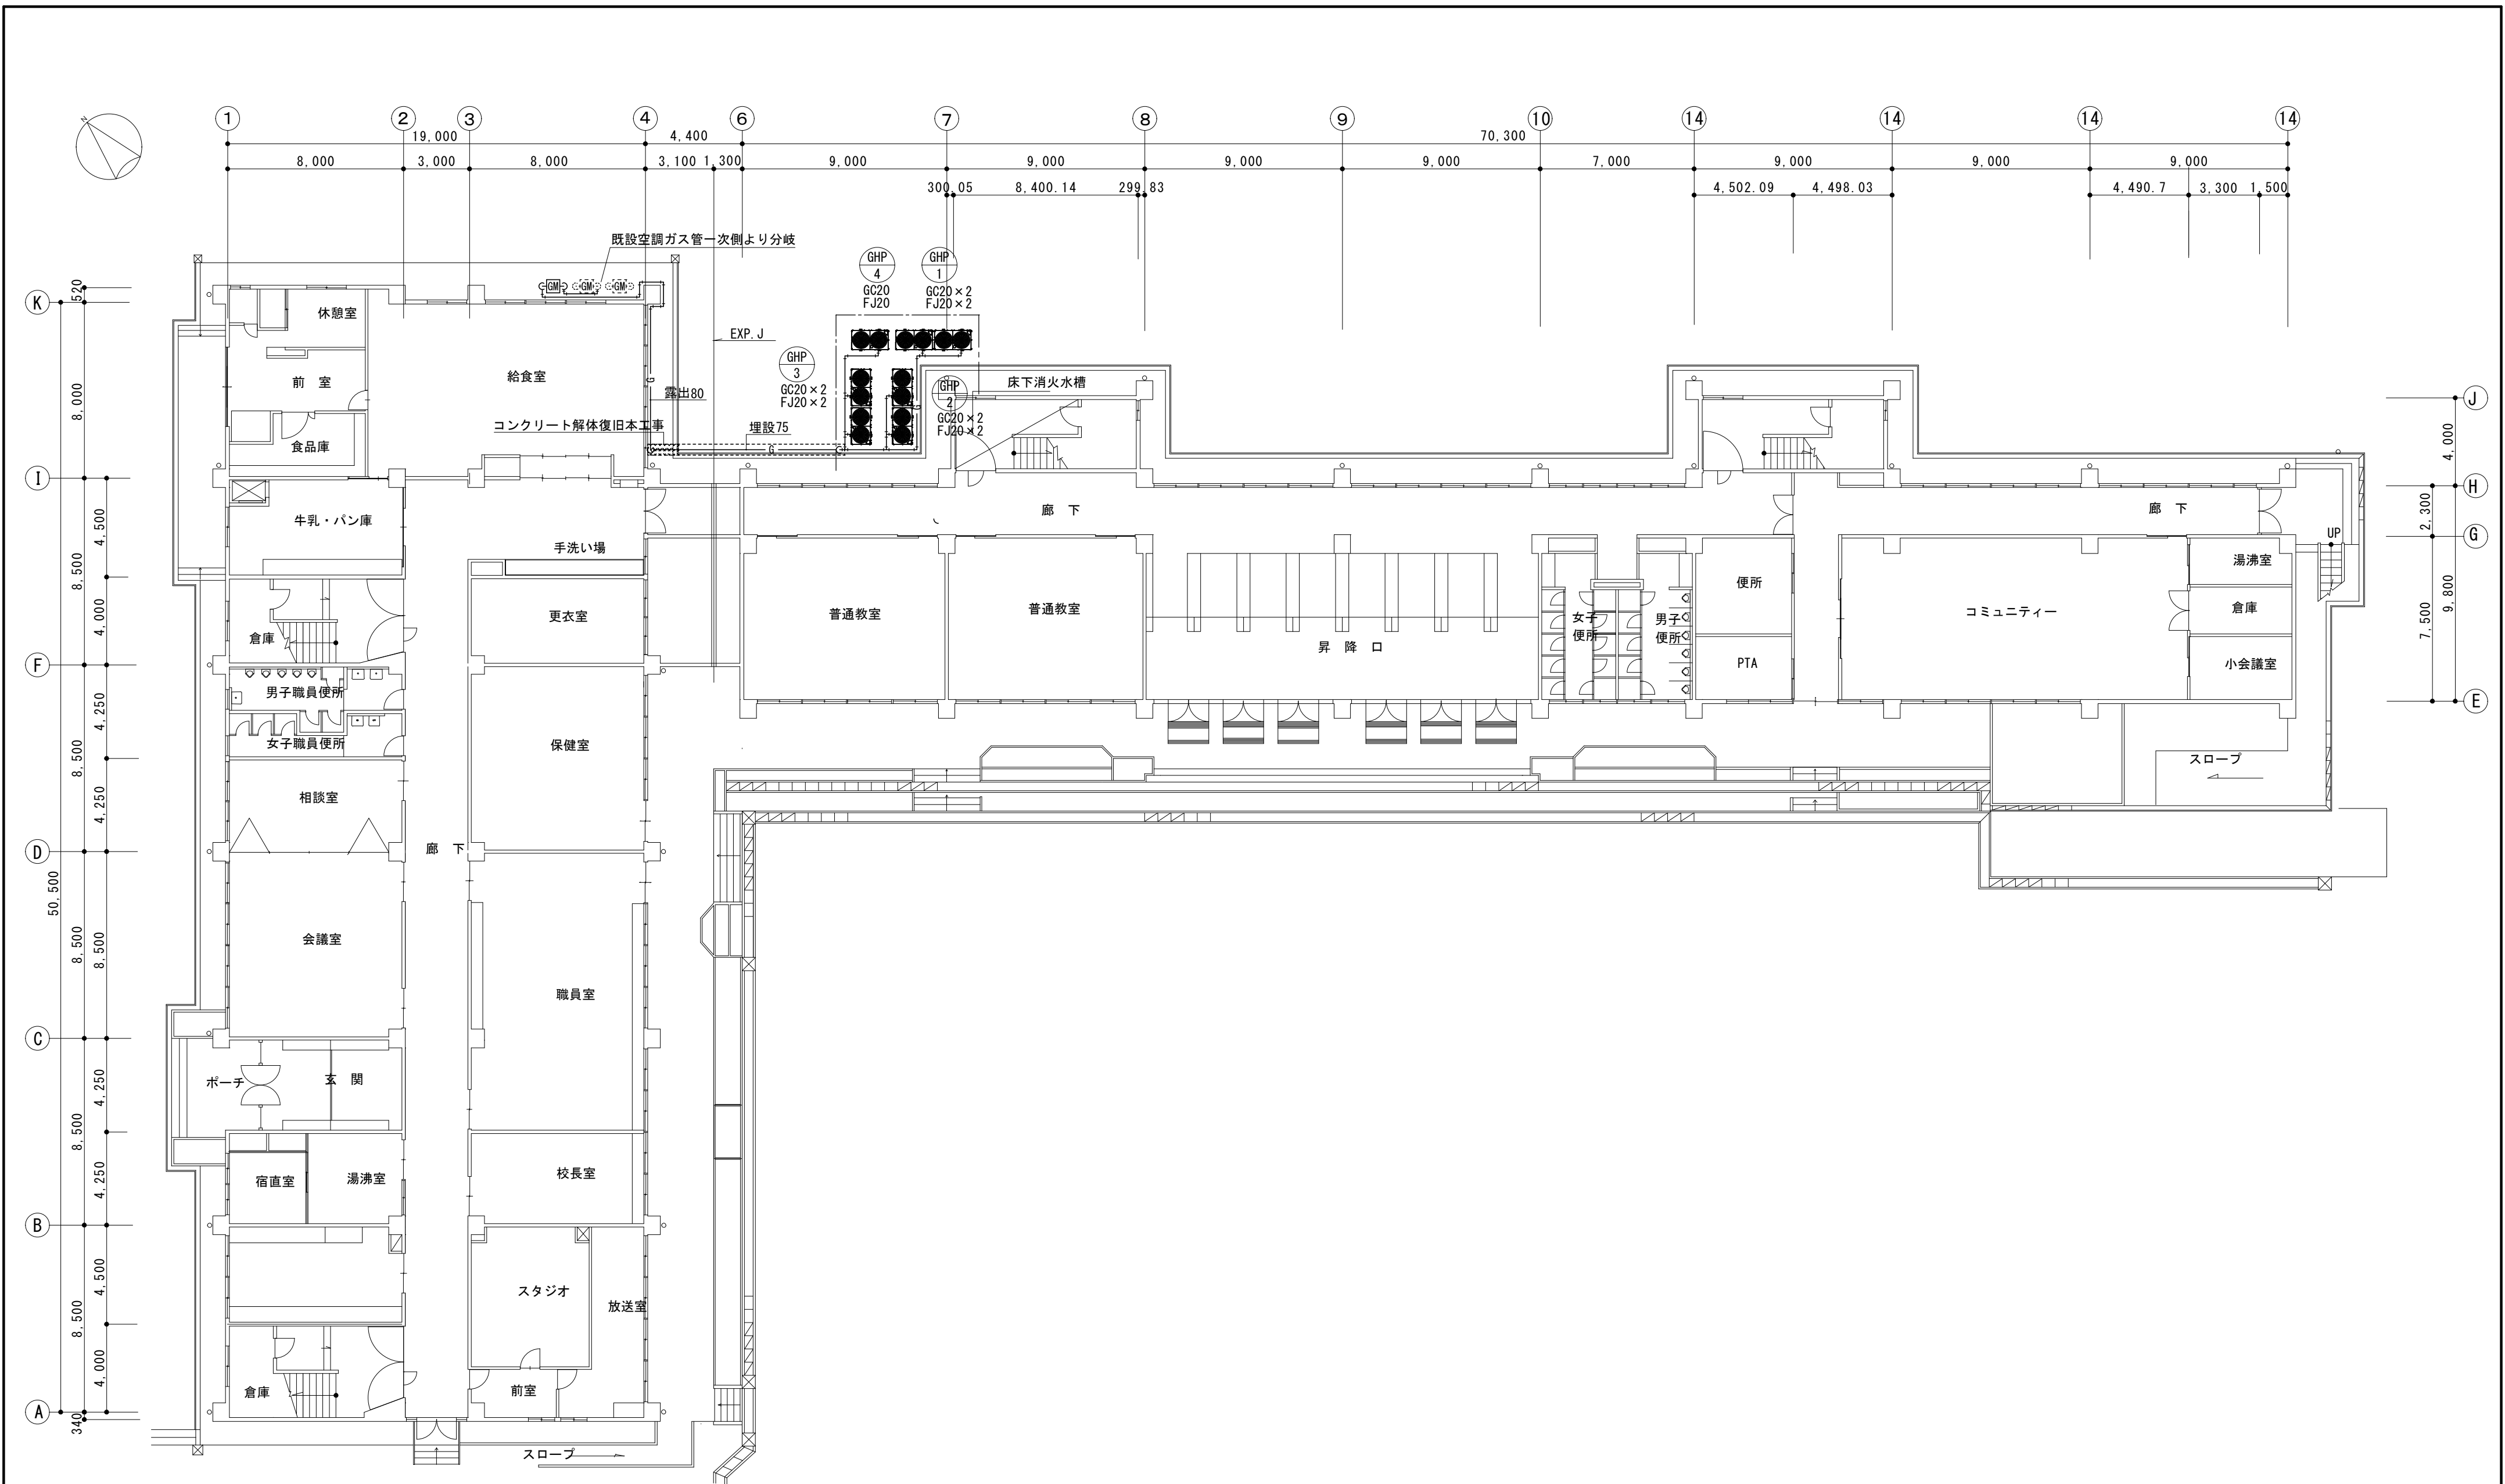 N
1
2
3
4
6
7
8
9
10
14
14
14
14
19,000
4,400
70,300
8,000
3,000
8,000
3,100
1,300
9,000
9,000
9,000
9,000
7,000
9,000
9,000
9,000
300.05
8,400.14
299.83
4,502.09
4,498.03
4,490.7
3,300
1,500
既設空調ガス管一次側より分岐
GHP
4
GC20
FJ20
GHP
1
GC20×2
FJ20×2
GM
GM
GM
EXP.J
GHP
3
GC20×2
FJ20×2
GHP
2
GC20×2
FJ20×2
床下消火水槽
G
露出80
コンクリート解体復旧本工事
埋設75
G
G
K
I
F
D
C
B
A
J
H
G
E
520
8,000
8,500
4,500
4,000
8,500
4,250
4,250
50,500
8,500
8,500
8,500
4,250
4,250
8,500
4,500
4,000
340
4,000
2,300
9,800
7,500
休憩室
前 室
給食室
食品庫
牛乳・パン庫
手洗い場
廊 下
廊 下
UP
湯沸室
倉庫
更衣室
普通教室
普通教室
昇 降 口
女子
便所
男子
便所
便所
PTA
コミュニティー
倉庫
小会議室
男子職員便所
女子職員便所
保健室
スロープ
相談室
廊 下
会議室
職員室
ポーチ
玄 関
宿直室
湯沸室
校長室
スタジオ
放送室
倉庫
前室
スロープ